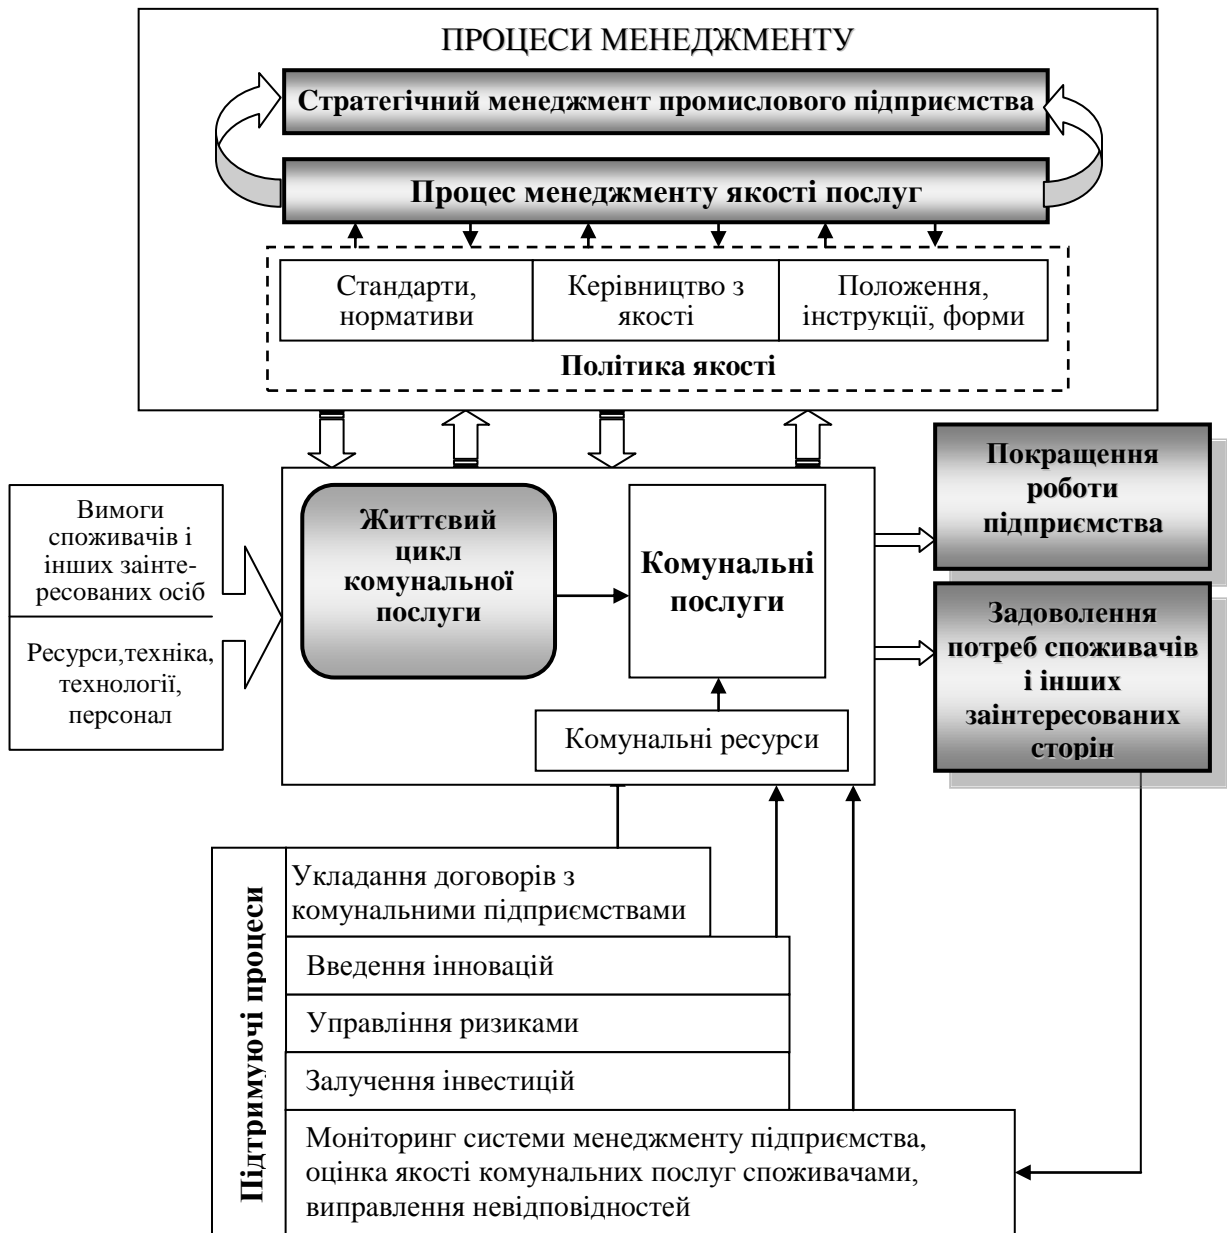 ПРОЦЕСИ МЕНЕДЖМЕНТУ
Стратегічний менеджмент промислового підприємства
Процес менеджменту якості послуг
Стандарти,
нормативи
Керівництво з
якості
Положення,
інструкції, форми
Політика якості
Вимоги
споживачів і
інших заінте-
ресованих осіб
Ресурси,техніка,
технології,
персонал
Життєвий
цикл
комунальної
послуги
Комунальні
послуги
Комунальні ресурси
Покращення
роботи
підприємства
Задоволення
потреб споживачів
і інших
заінтересованих
сторін
Підтримуючі процеси
Укладання договорів з
комунальними підприємствами
Введення інновацій
Управління ризиками
Залучення інвестицій
Моніторинг системи менеджменту підприємства,
оцінка якості комунальних послуг споживачами,
виправлення невідповідностей